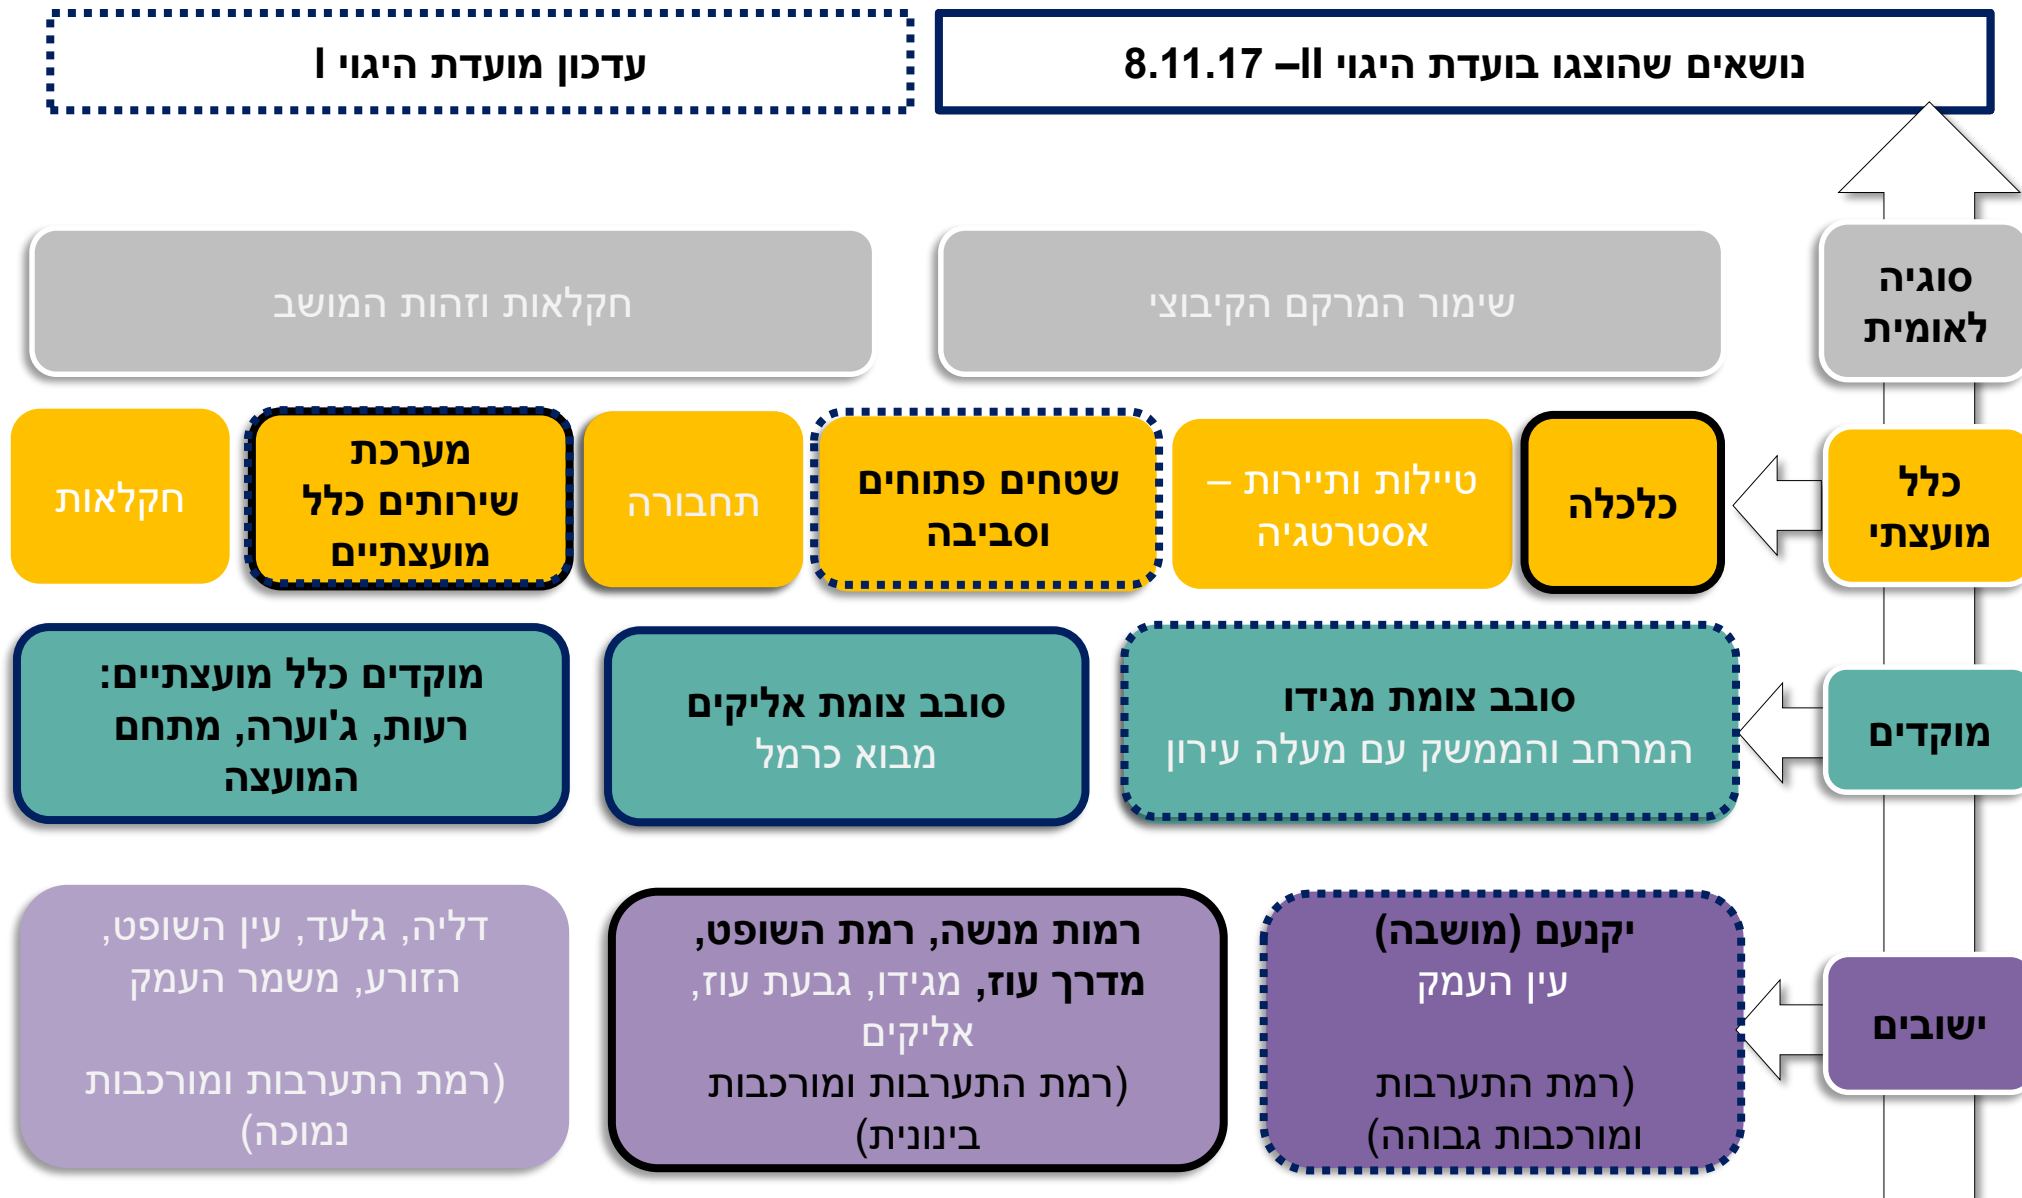 נושאים שהוצגו בועדת היגוי II– 8.11.17
עדכון מועדת היגוי I
סוגיה
לאומית
שימור המרקם הקיבוצי
חקלאות וזהות המושב
כלל
מועצתי
כלכלה
טיילות ותיירות –
אסטרטגיה
שטחים פתוחים
וסביבה
תחבורה
מערכת
שירותים כלל
מועצתיים
חקלאות
מוקדים
סובב צומת מגידו
המרחב והממשק עם מעלה עירון
סובב צומת אליקים
מבוא כרמל
מוקדים כלל מועצתיים:
רעות, ג'וערה, מתחם
המועצה
ישובים
יקנעם (מושבה)
עין העמק
(רמת התערבות
ומורכבות גבוהה)
רמות מנשה, רמת השופט,
מדרך עוז, מגידו, גבעת עוז,
אליקים
(רמת התערבות ומורכבות
בינונית)
דליה, גלעד, עין השופט,
הזורע, משמר העמק
(רמת התערבות ומורכבות
נמוכה)